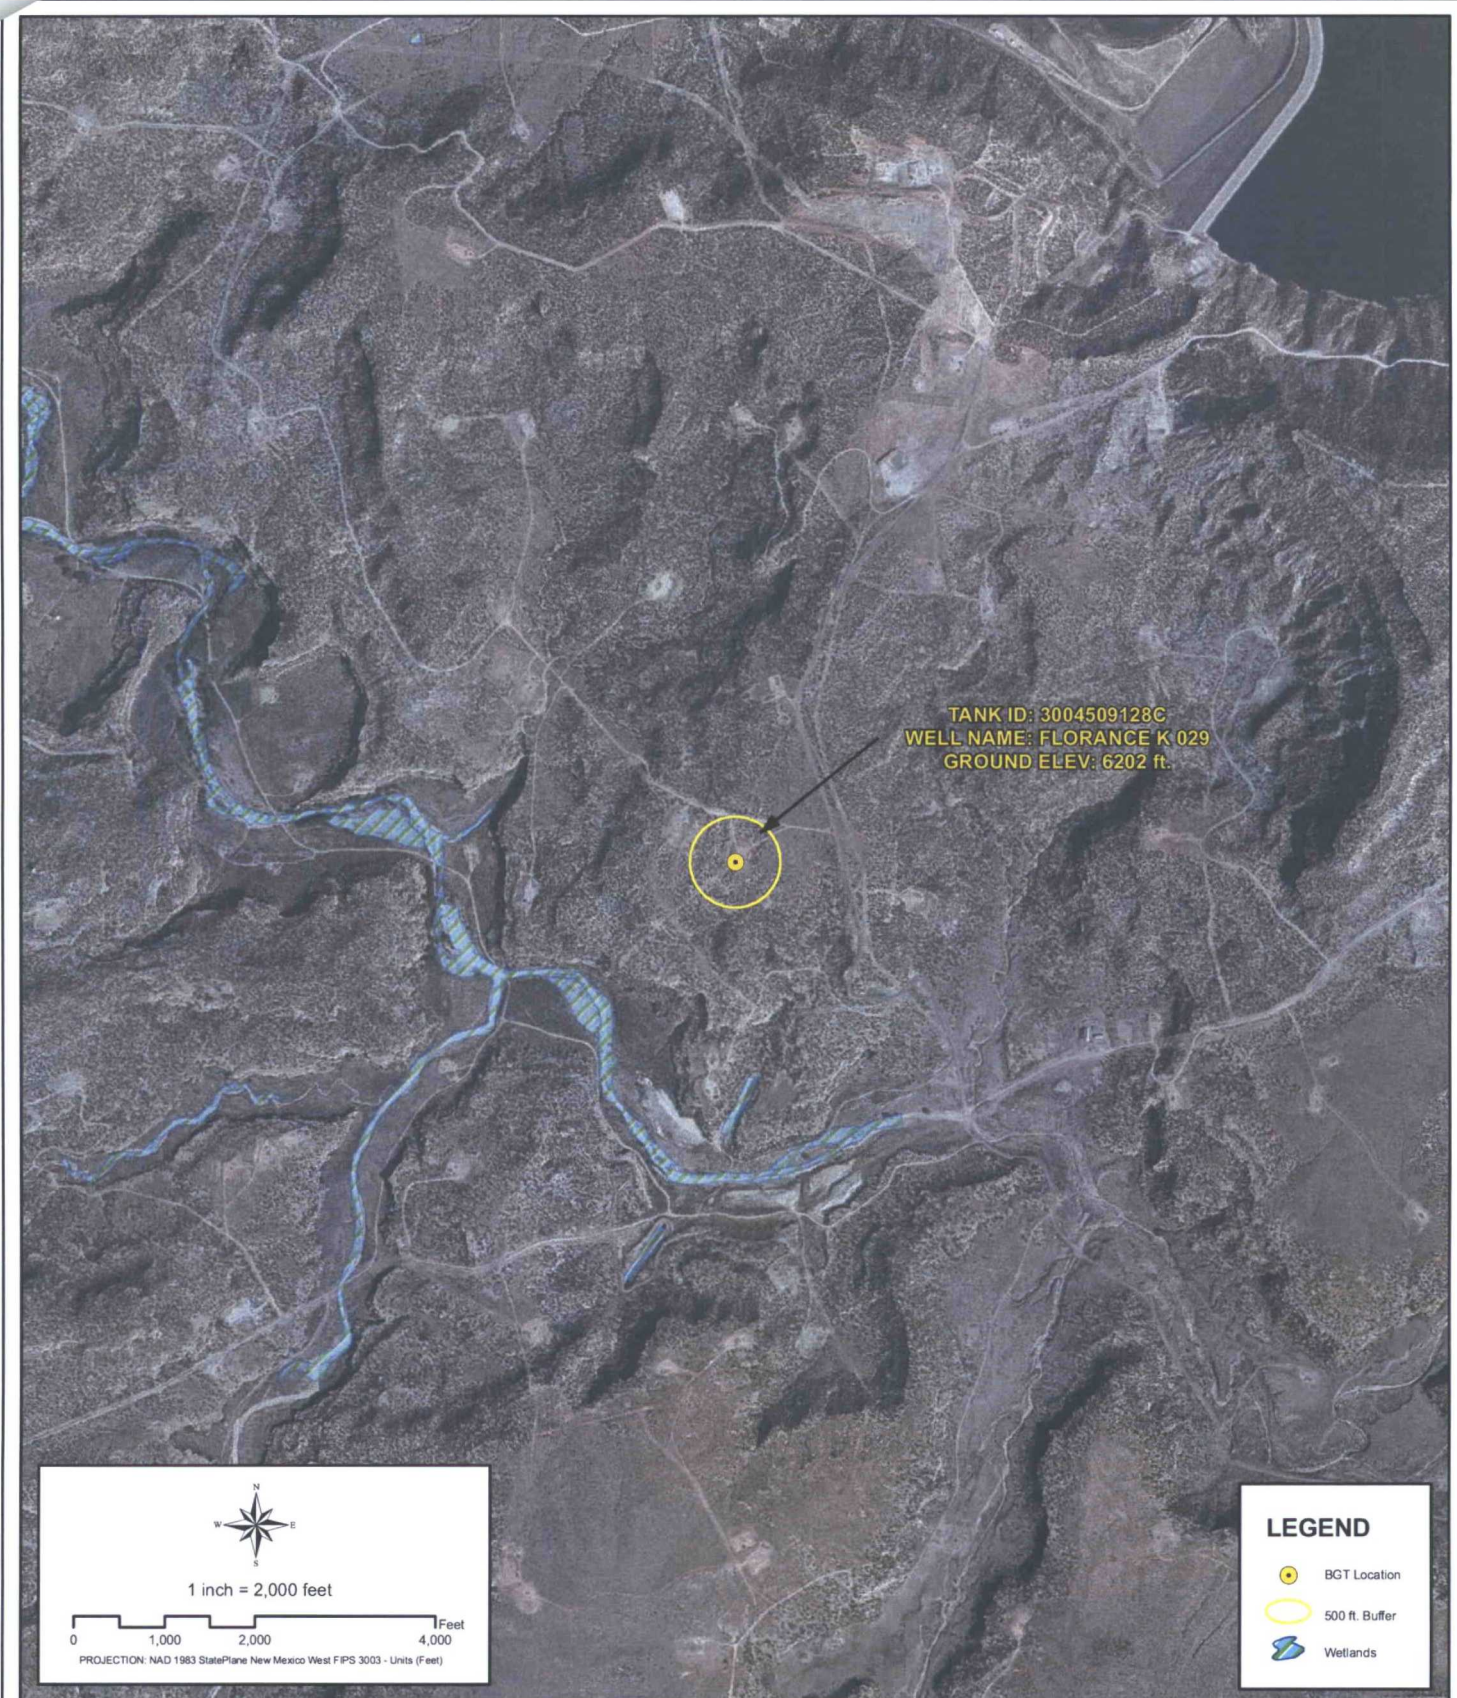 TANK ID: 3004509128C
WELL NAME: FLORANCE K 029
GROUND ELEV: 6202 ft.
N
W E
S
1 inch = 2,000 feet
Feet
0 1,000 2,000 4,000
PROJECTION: NAD 1983 StatePlane New Mexico West FIPS 3003 - Units (Feet)
LEGEND
BGT Location
500 ft. Buffer
Wetlands